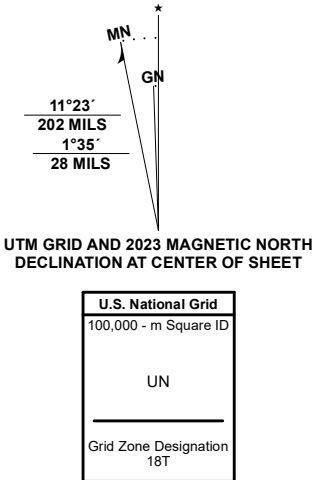 MN
GN
11°23´
202 MILS
1°35´
28 MILS
UTM GRID AND 2023 MAGNETIC NORTH
DECLINATION AT CENTER OF SHEET
U.S. National Grid
100,000 - m Square ID
UN
Grid Zone Designation
18T